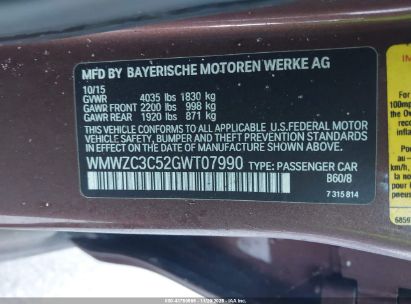 MFD BY BAYERISCHE MOTOREN WERKE AG
10/15
GVWR 4035 lbs 1830 kg
GAWR FRONT 2200 lbs 998 kg
GAWR REAR 1920 lbs 871 kg
THIS VEHICLE CONFORMS TO ALL APPLICABLE U.S.FEDERAL MOTOR
VEHICLE SAFETY, BUMPER AND THEFT PREVENTION STANDARDS
IN EFFECT ON THE DATE OF MANUFACTURE SHOWN ABOVE.
WMWZC3C52GWT07990 TYPE: PASSENGER CAR
B60/8
7 315 814
100mg
km/h,
6859